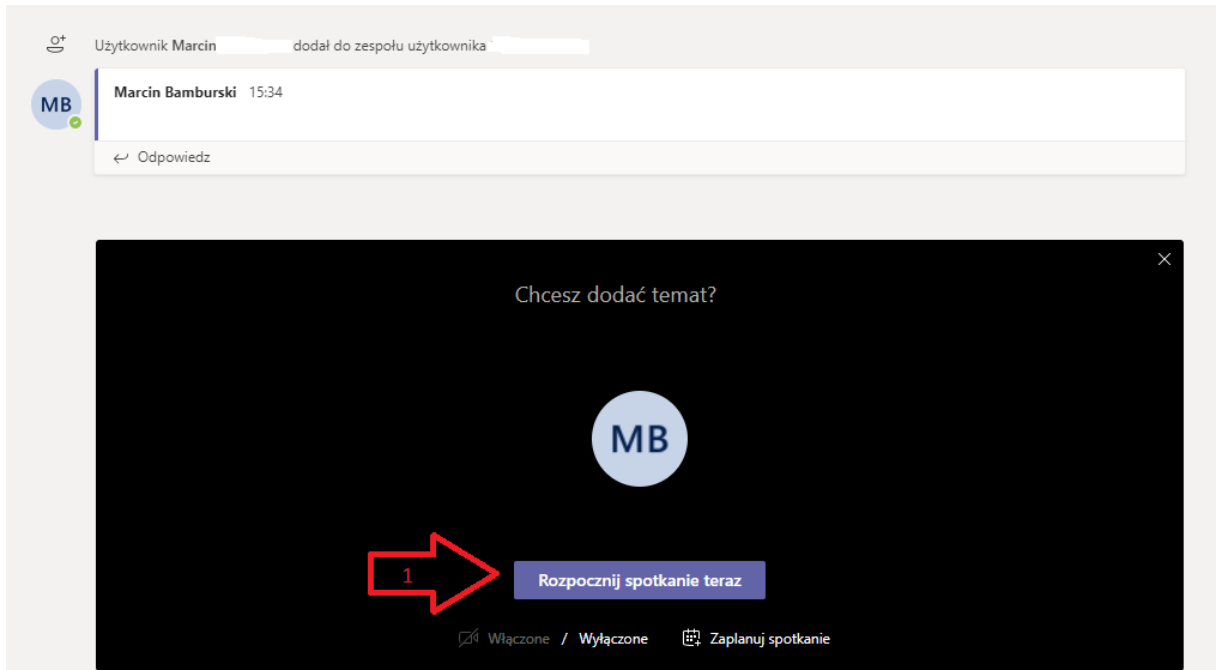 Użytkownik Marcin dodał do zespołu użytkownika
MB
Marcin Bamburski 15:34
Odpowiedz
Chcesz dodać temat?
MB
1
Rozpocznij spotkanie teraz
Włączone / Wyłączone Zaplanuj spotkanie